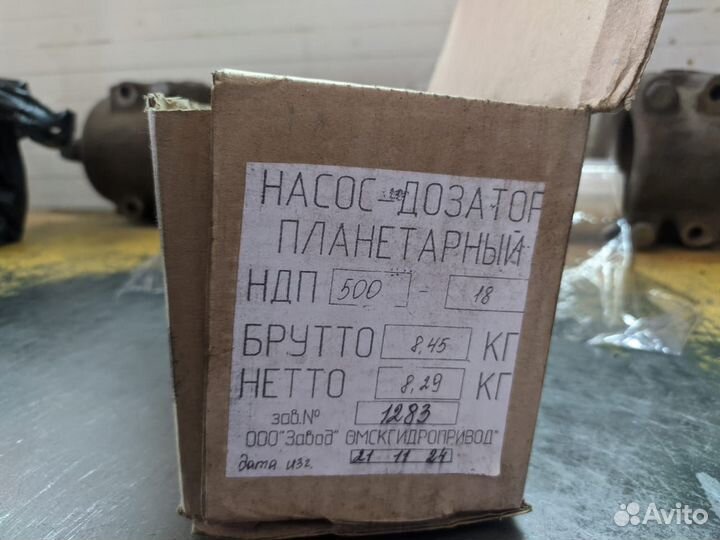 НАСОС-ДОЗАТОР
ПЛАНЕТАРНЫЙ
НДП 500 - 18
БРУТТО 8,45 КГ
НЕТТО 8,29 КГ
зав.№ 1283
ООО"Завод" ОМСКГИДРОПРИВОД"
дата изг. 21 11 24
Avito